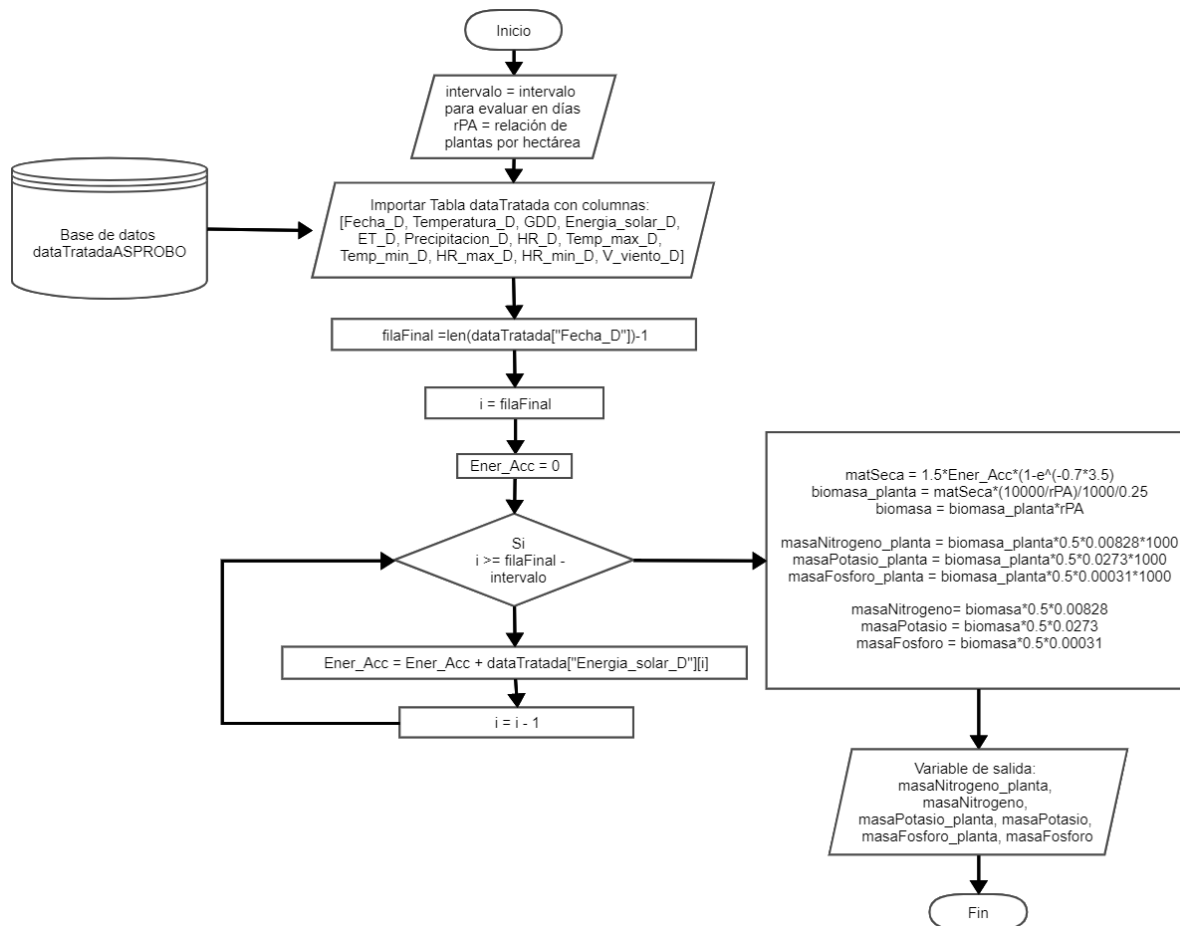 Inicio
intervalo = intervalo
para evaluar en días
rPA = relación de
plantas por hectárea
Base de datos
dataTratadaASPROBO
Importar Tabla dataTratada con columnas:
[Fecha_D, Temperatura_D, GDD, Energia_solar_D,
ET_D, Precipitacion_D, HR_D, Temp_max_D,
Temp_min_D, HR_max_D, HR_min_D, V_viento_D]
filaFinal =len(dataTratada["Fecha_D"])-1
i = filaFinal
Ener_Acc = 0
Si
i >= filaFinal -
intervalo
Ener_Acc = Ener_Acc + dataTratada["Energia_solar_D"][i]
i = i - 1
matSeca = 1.5*Ener_Acc*(1-e^(-0.7*3.5)
biomasa_planta = matSeca*(10000/rPA)/1000/0.25
biomasa = biomasa_planta*rPA
masaNitrogeno_planta = biomasa_planta*0.5*0.00828*1000
masaPotasio_planta = biomasa_planta*0.5*0.0273*1000
masaFosforo_planta = biomasa_planta*0.5*0.00031*1000
masaNitrogeno= biomasa*0.5*0.00828
masaPotasio = biomasa*0.5*0.0273
masaFosforo = biomasa*0.5*0.00031
Variable de salida:
masaNitrogeno_planta,
masaNitrogeno,
masaPotasio_planta, masaPotasio,
masaFosforo_planta, masaFosforo
Fin